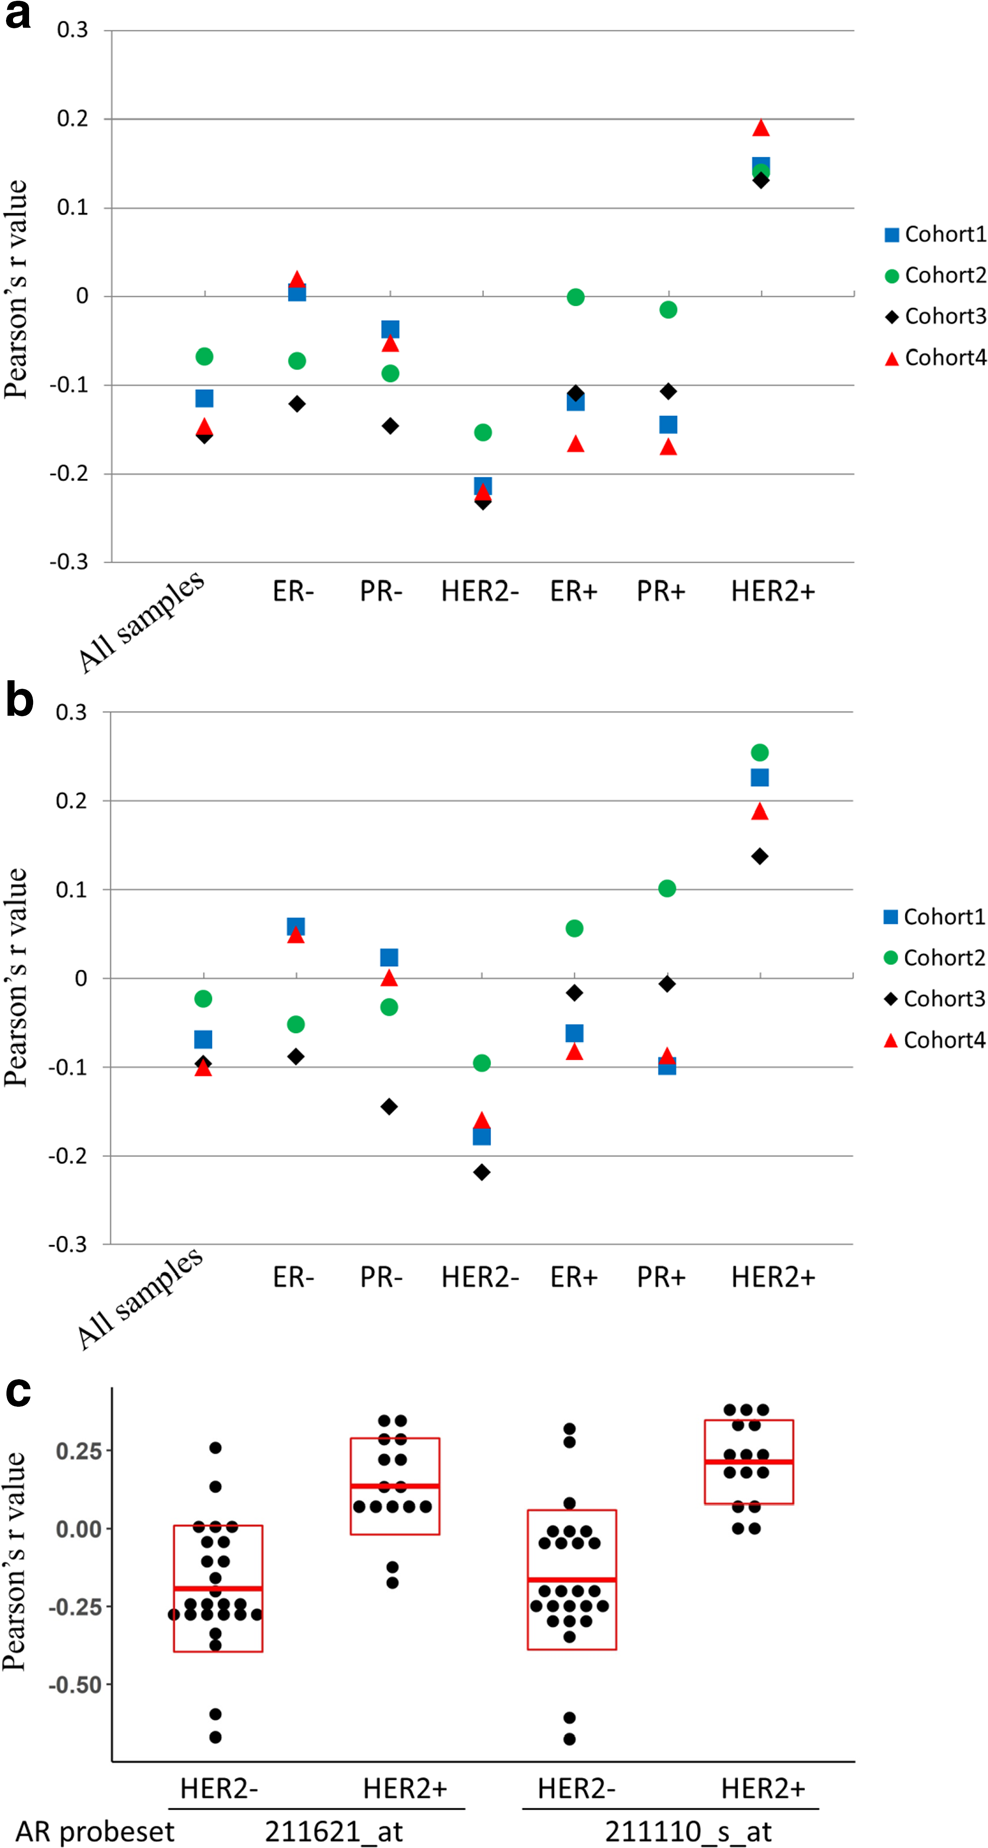 a
0.3
0.2
0.1
0
-0.1
-0.2
-0.3
Pearson's r value
All samples ER- PR- HER2- ER+ PR+ HER2+
Cohort1
Cohort2
Cohort3
Cohort4
b
0.3
0.2
0.1
0
-0.1
-0.2
-0.3
Pearson's r value
All samples ER- PR- HER2- ER+ PR+ HER2+
Cohort1
Cohort2
Cohort3
Cohort4
c
0.25
0.00
-0.25
-0.50
Pearson's r value
HER2- HER2+ HER2- HER2+
AR probeset 211621_at 211110_s_at